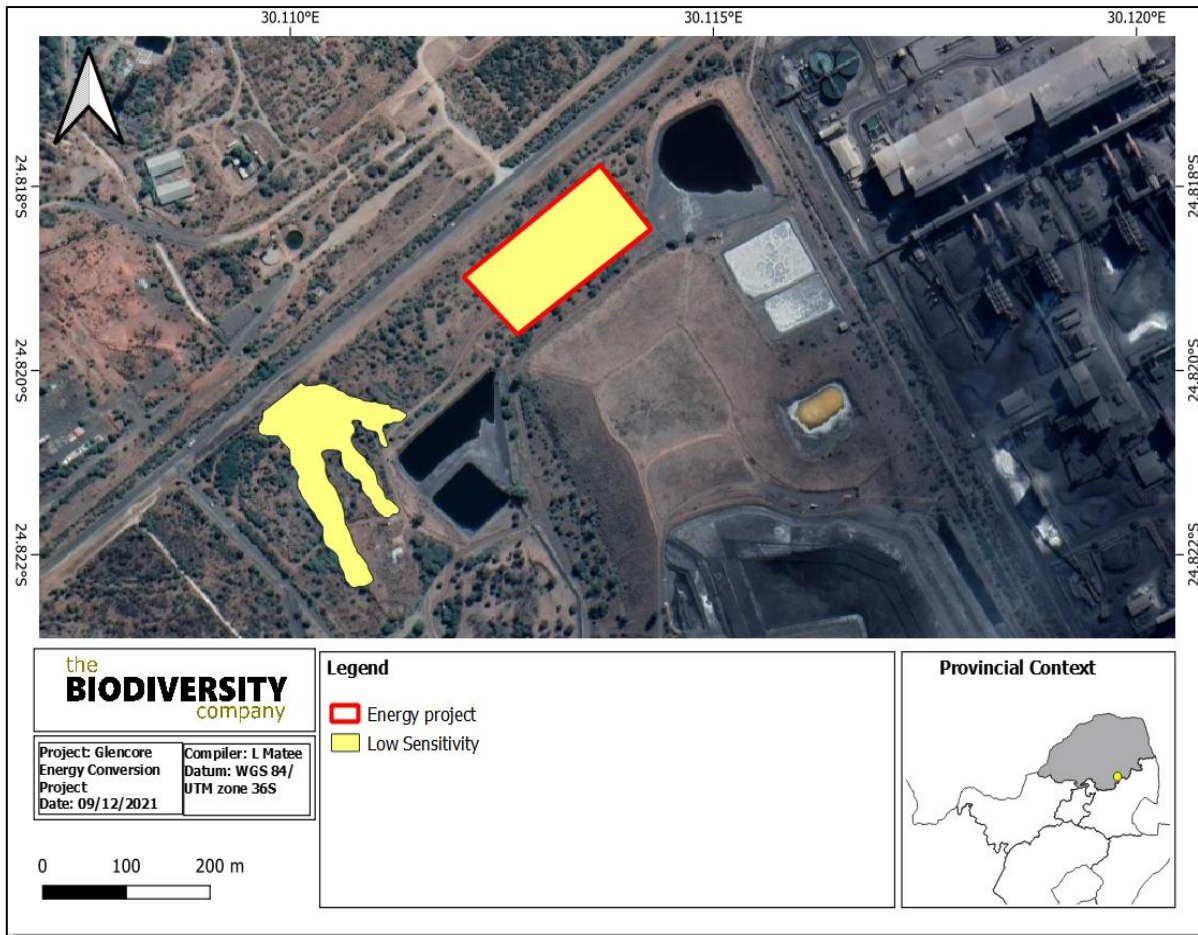 30.110°E 30.115°E 30.120°E
24.818°S 24.818°S
24.820°S 24.820°S
24.822°S 24.822°S
the
BIODIVERSITY
company
Project: Glencore
Energy Conversion
Project
Date: 09/12/2021
Compiler: L Matee
Datum: WGS 84/
UTM zone 36S
0 100 200 m
Legend
Energy project
Low Sensitivity
Provincial Context